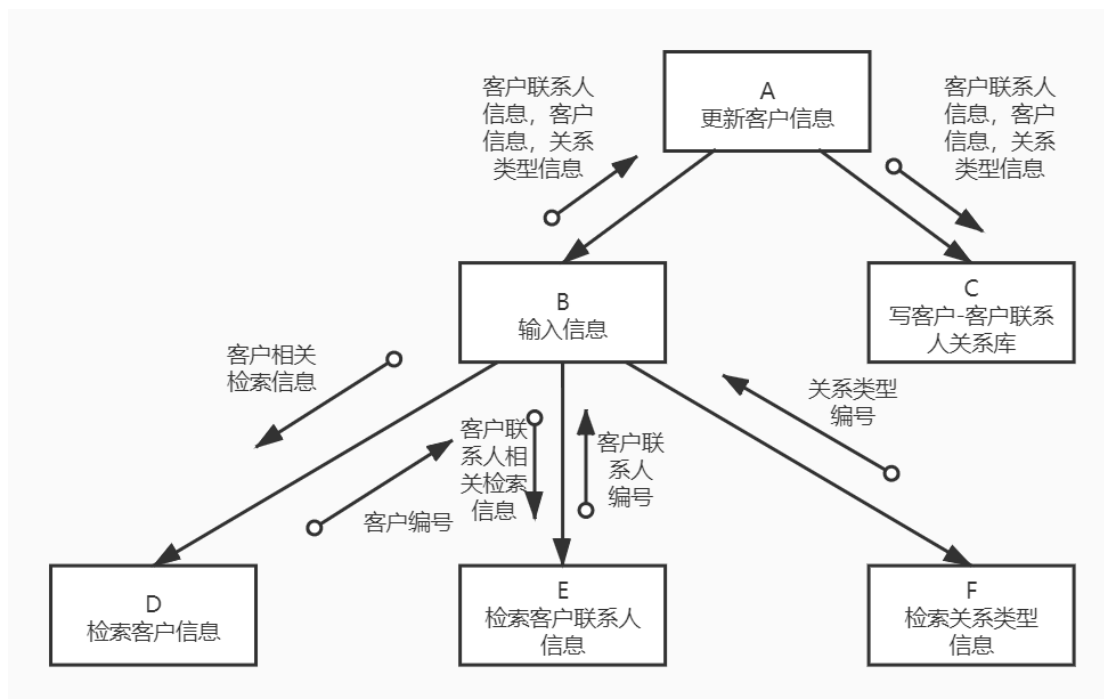 A
更新客户信息
客户联系人
信息，客户
信息，关系
类型信息
客户联系人
信息，客户
信息，关系
类型信息
B
输入信息
C
写客户-客户联系
人关系库
客户相关
检索信息
客户编号
客户联
系人相
关检索
信息
客户联
系人
编号
关系类型
编号
D
检索客户信息
E
检索客户联系人
信息
F
检索关系类型
信息